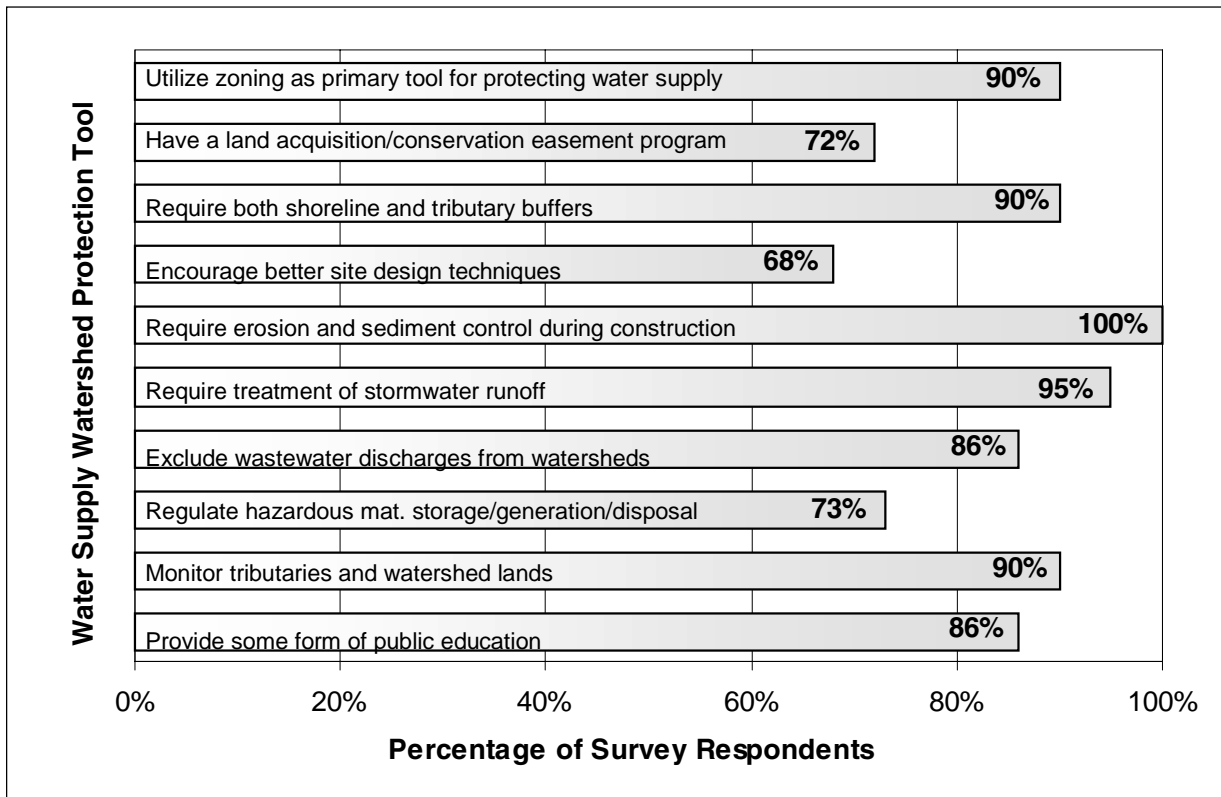 Water Supply Watershed Protection Tool
Utilize zoning as primary tool for protecting water supply 90%
Have a land acquisition/conservation easement program 72%
Require both shoreline and tributary buffers 90%
Encourage better site design techniques 68%
Require erosion and sediment control during construction 100%
Require treatment of stormwater runoff 95%
Exclude wastewater discharges from watersheds 86%
Regulate hazardous mat. storage/generation/disposal 73%
Monitor tributaries and watershed lands 90%
Provide some form of public education 86%
0% 20% 40% 60% 80% 100%
Percentage of Survey Respondents